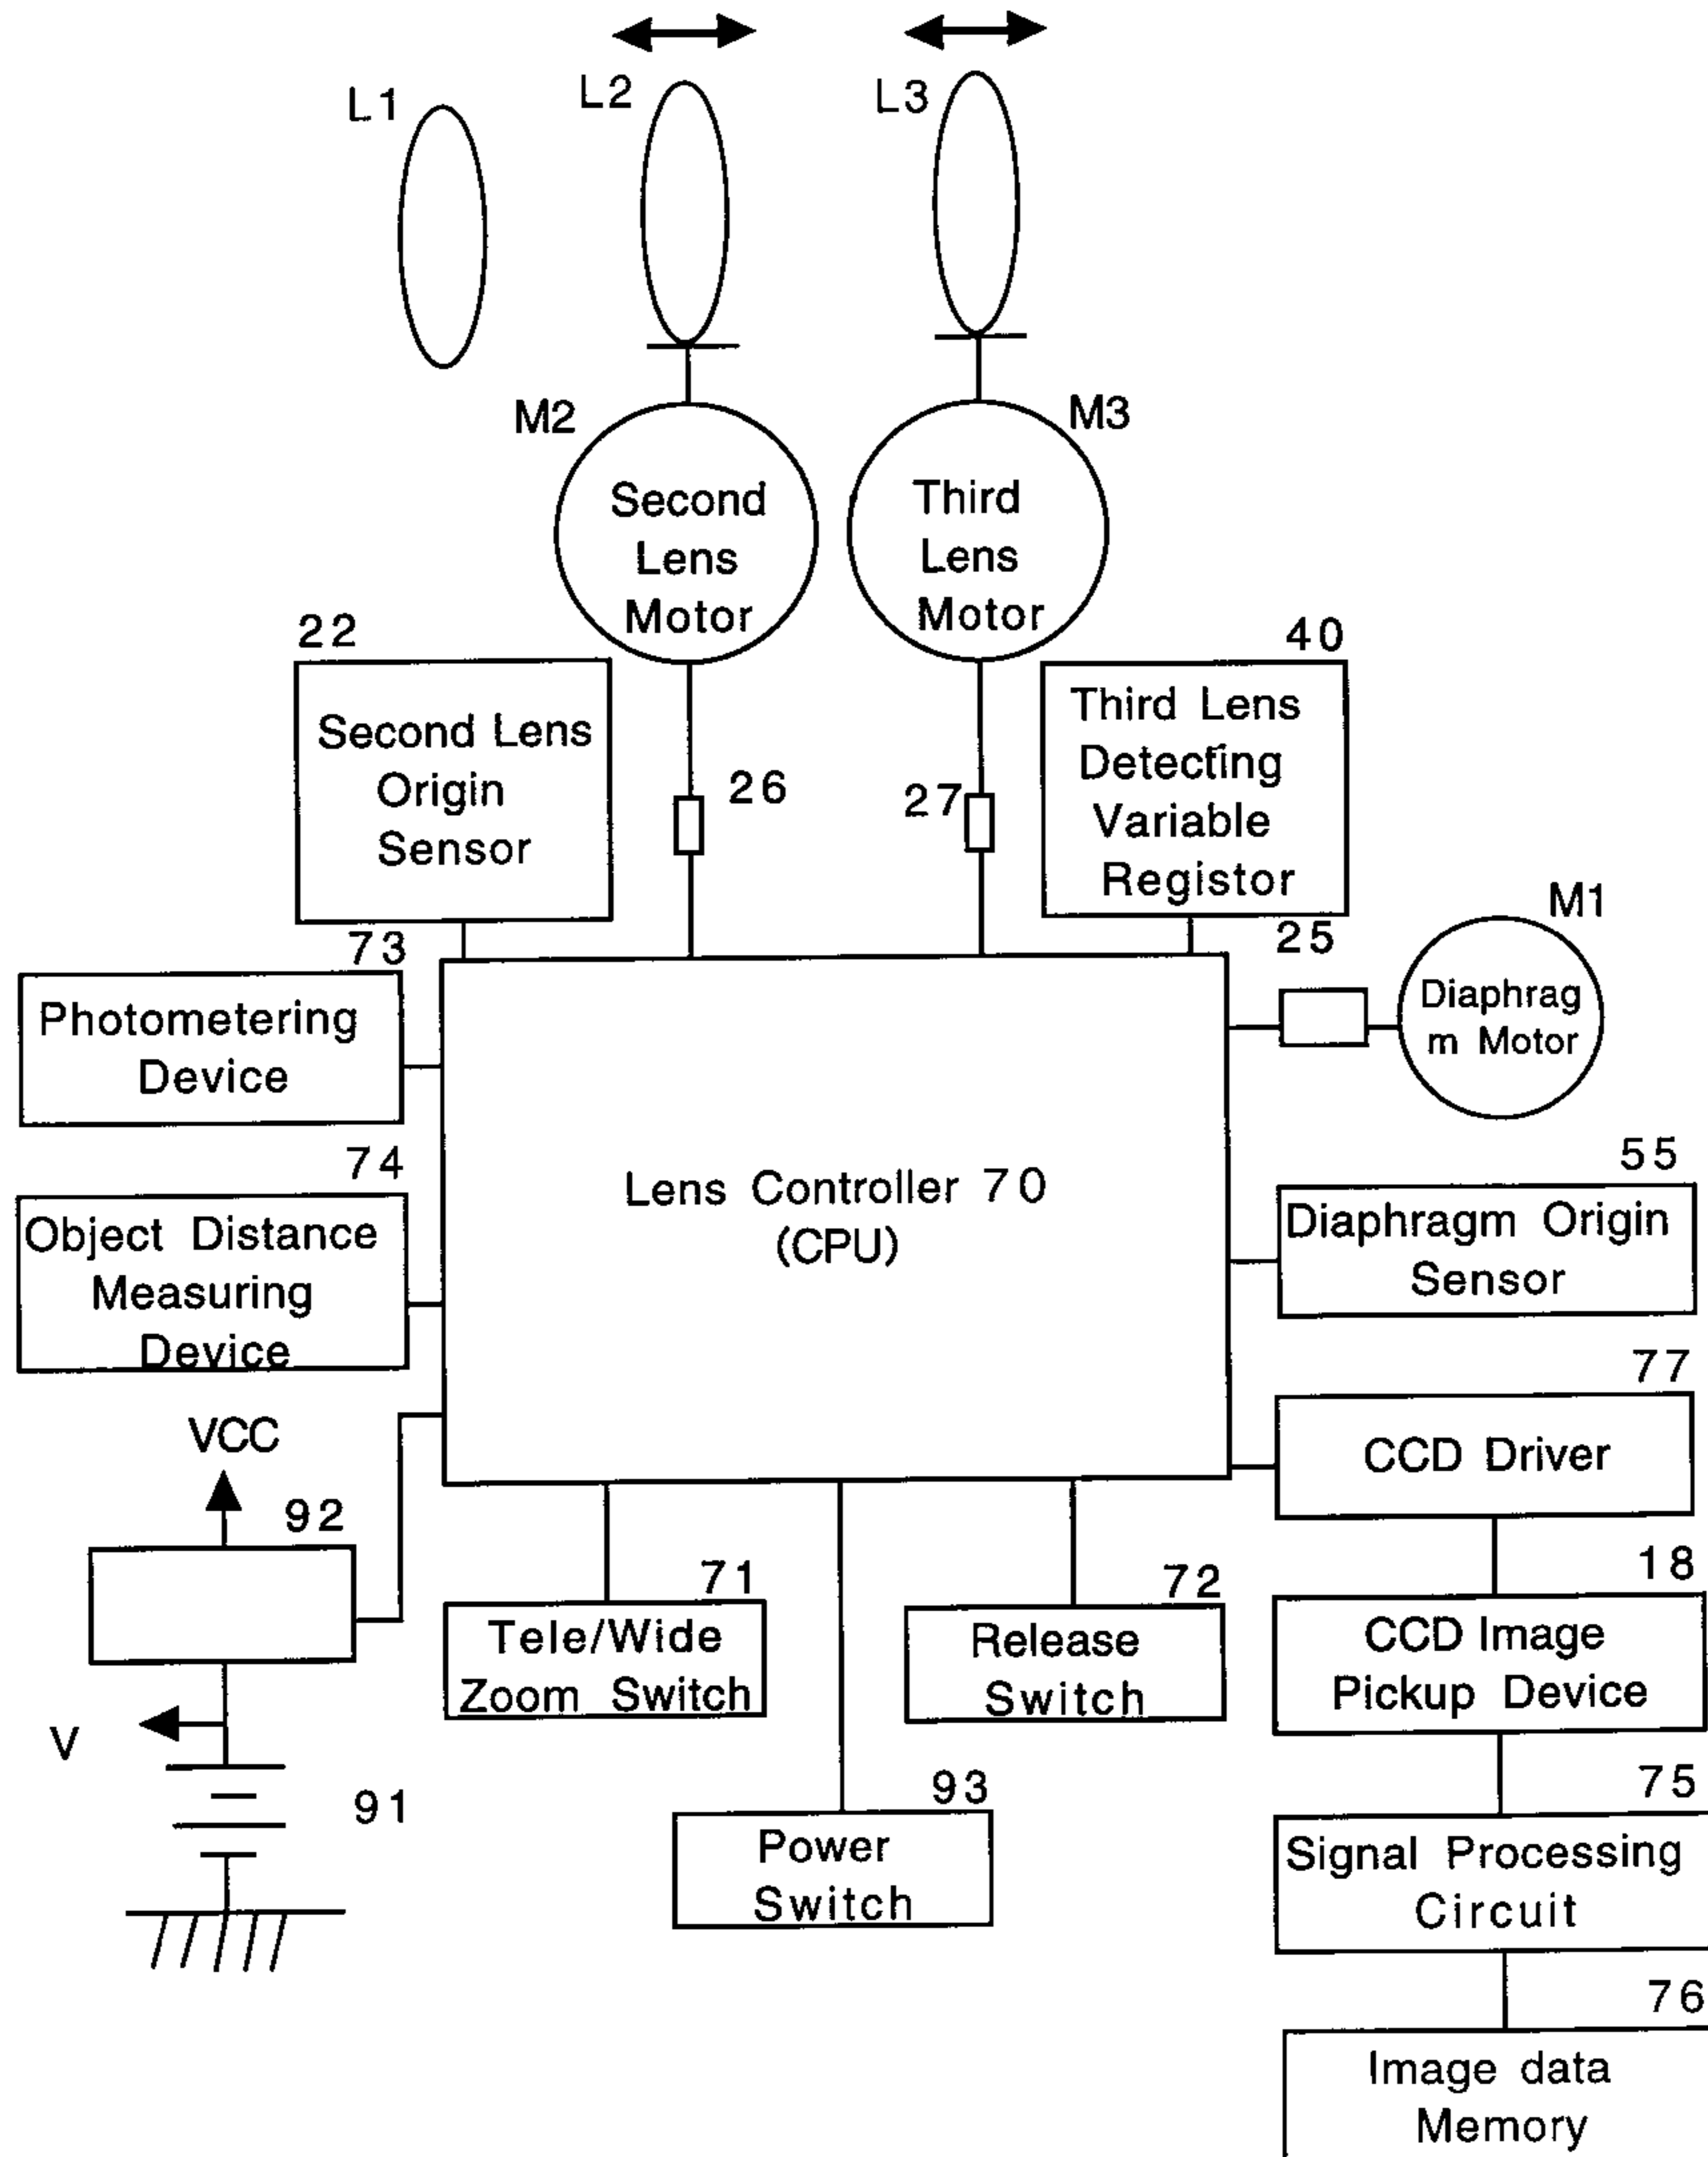 L1
L2
L3
M2
Second
Lens
Motor
M3
Third
Lens
Motor
22
Second Lens
Origin
Sensor
26
27
40
Third Lens
Detecting
Variable
Registor
25
M1
Diaphrag
m Motor
73
Photometering
Device
74
Object Distance
Measuring
Device
Lens Controller 70
(CPU)
55
Diaphragm Origin
Sensor
77
CCD Driver
VCC
92
V
91
71
Tele/Wide
Zoom Switch
72
Release
Switch
93
Power
Switch
18
CCD Image
Pickup Device
75
Signal Processing
Circuit
76
Image data
Memory